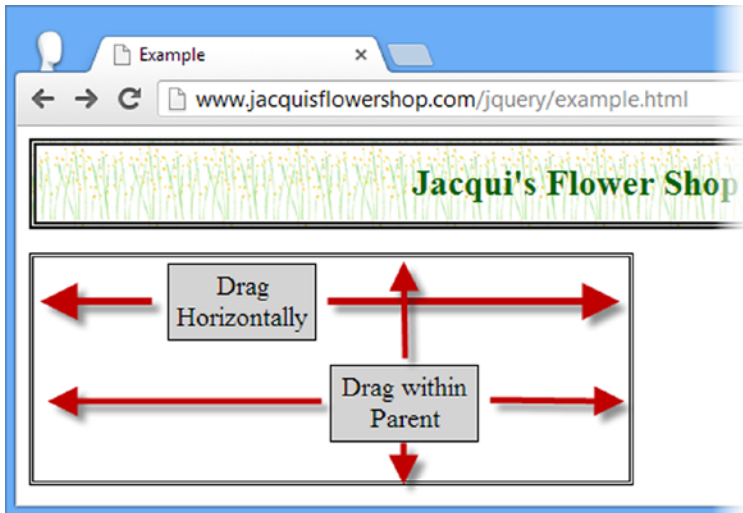 Example
www.jacquisflowershop.com/jquery/example.html
Jacqui's Flower Shop
Drag
Horizontally
Drag within
Parent